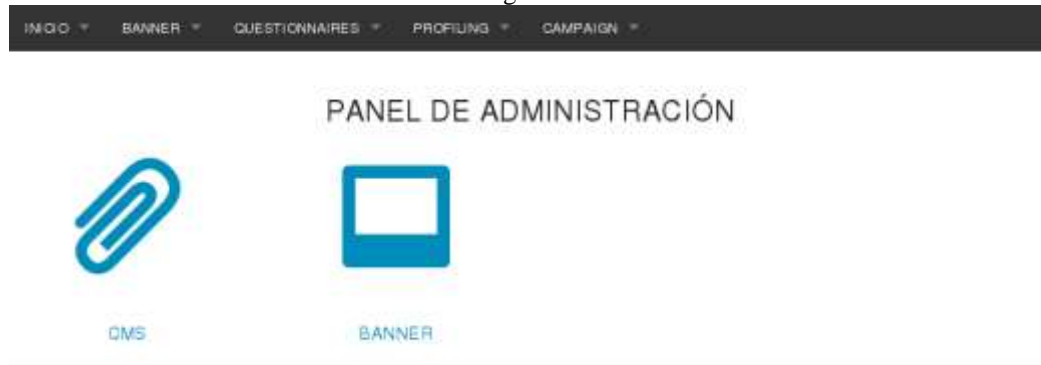 INICIO BANNER QUESTIONNAIRES PROFILING CAMPAIGN
PANEL DE ADMINISTRACIÓN
CMS BANNER